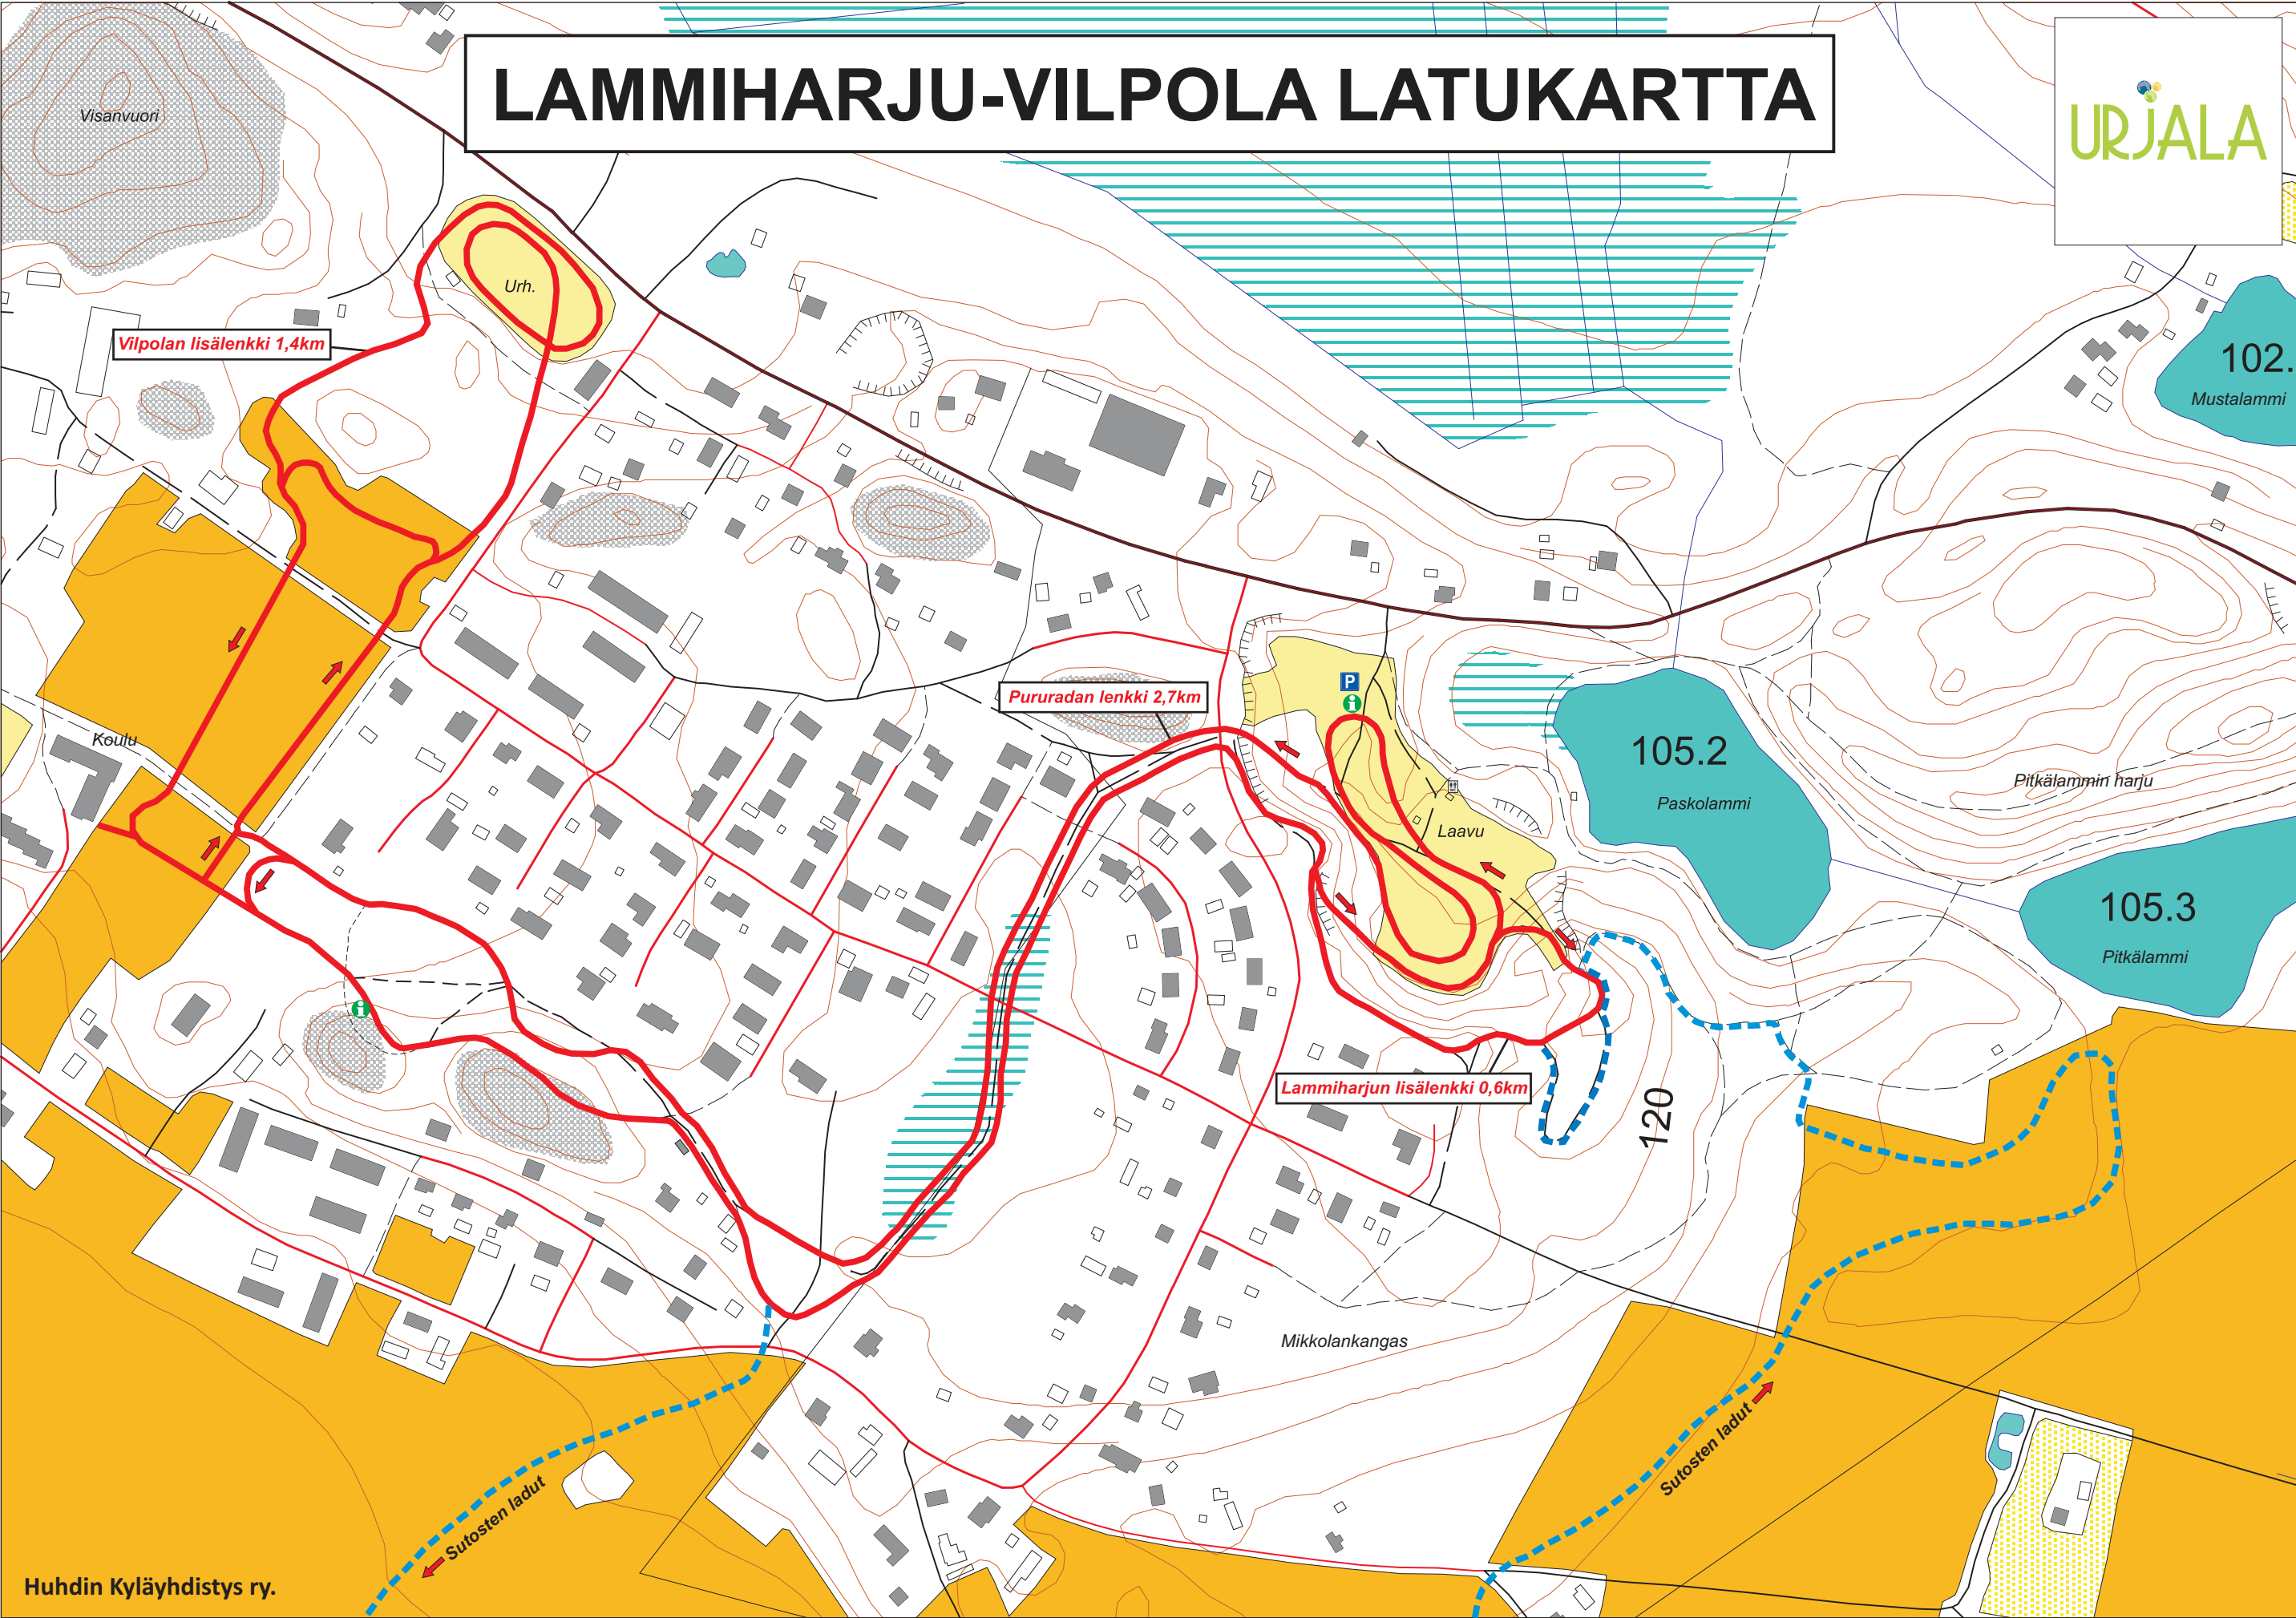 LAMMIHARJU-VILPOLA LATUKARTTA
URJALA
Visanvuori
Urh.
Vilpolan lisälenkki 1,4km
102.
Mustalammi
Pururadan lenkki 2,7km
P
i
Koulu
105.2
Paskolammi
Pitkälammin harju
Laavu
105.3
Pitkälammi
i
Lammiharjun lisälenkki 0,6km
120
Mikkolankangas
Sutosten ladut
Sutosten ladut
Huhdin Kyläyhdistys ry.